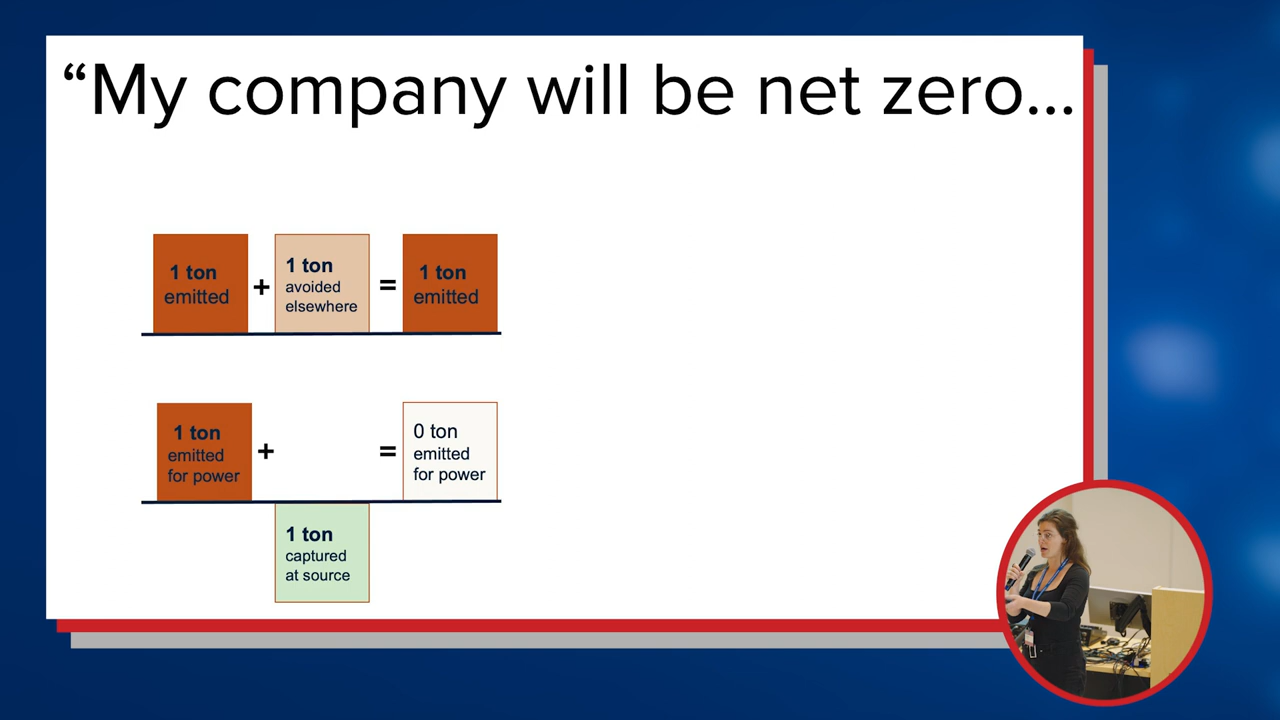 “My company will be net zero...
1 ton
emitted
+
1 ton
avoided
elsewhere
=
1 ton
emitted
1 ton
emitted
for power
+
=
0 ton
emitted
for power
1 ton
captured
at source